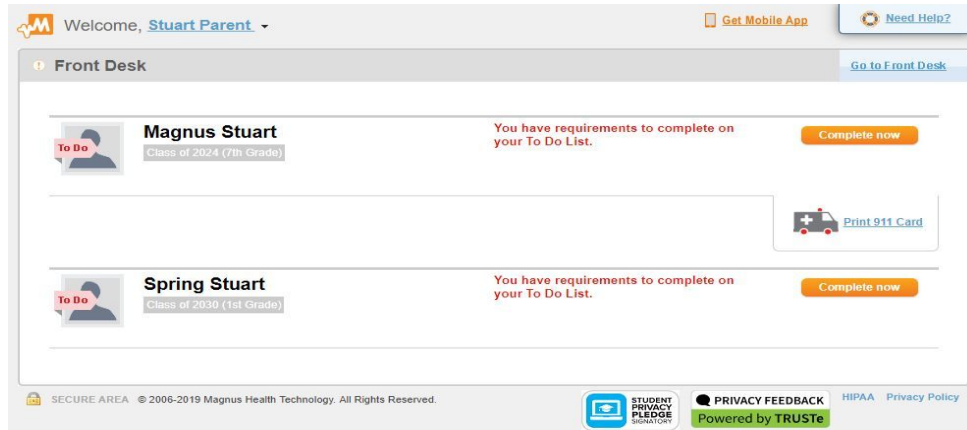 Welcome, Stuart Parent
Get Mobile App
Need Help?
Front Desk
Go to Front Desk
To Do
Magnus Stuart
Class of 2024 (7th Grade)
You have requirements to complete on
your To Do List.
Complete now
Print 911 Card
To Do
Spring Stuart
Class of 2030 (1st Grade)
You have requirements to complete on
your To Do List.
Complete now
SECURE AREA © 2006-2019 Magnus Health Technology. All Rights Reserved.
STUDENT
PRIVACY
PLEDGE
SIGNATORY
PRIVACY FEEDBACK
Powered by TRUSTe
HIPAA Privacy Policy